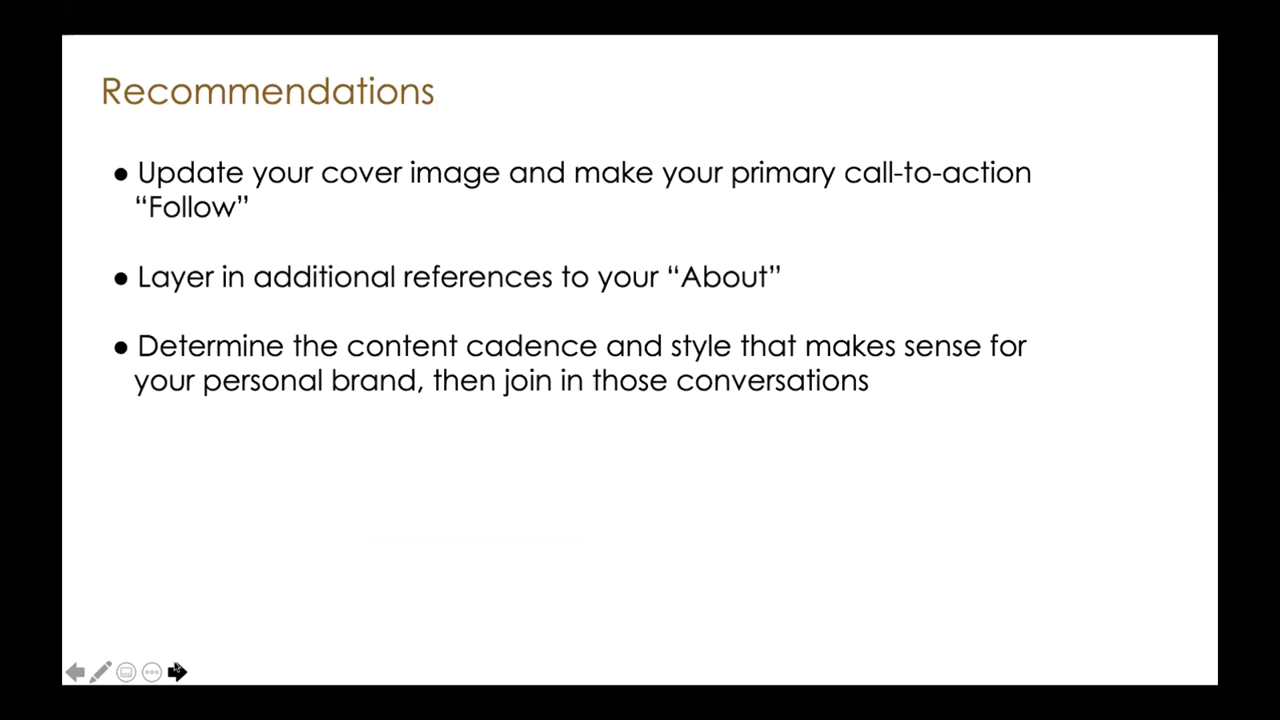 Recommendations
● Update your cover image and make your primary call-to-action
“Follow”
● Layer in additional references to your “About”
● Determine the content cadence and style that makes sense for
your personal brand, then join in those conversations